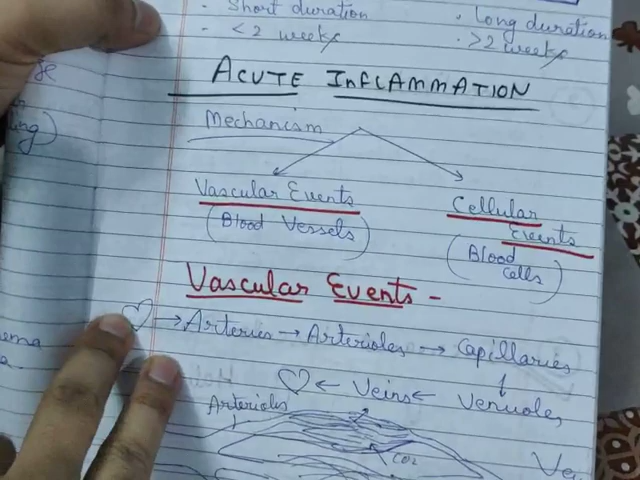 - Short duration
- Long duration
- < 2 weeks
- > 2 weeks
ACUTE INFLAMMATION
Mechanism
Vascular Events
(Blood Vessels)
Cellular
Events
(Blood
Cells)
Vascular Events -
♡ → Arteries → Arterioles → Capillaries
↓
♡ ← Veins ← Venules
Arterioles
CO2